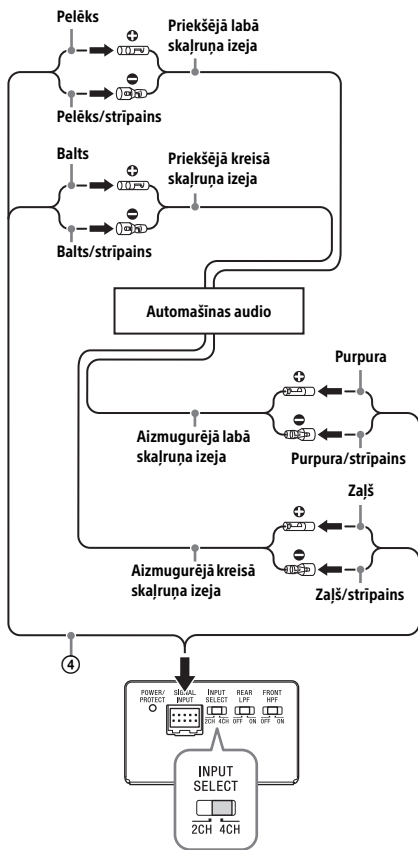 Pelēks
Priekšējā labā
skaļruņa izeja
Pelēks/strīpains
Balts
Priekšējā kreisā
skaļruņa izeja
Balts/strīpains
Automašīnas audio
Purpura
Aizmugurējā labā
skaļruņa izeja
Purpura/strīpains
Zaļš
Aizmugurējā kreisā
skaļruņa izeja
Zaļš/strīpains
④
POWER/
PROTECT
SIGNAL
INPUT
INPUT
SELECT
2CH 4CH
REAR
LPF
OFF ON
FRONT
HPF
OFF ON
INPUT
SELECT
2CH 4CH